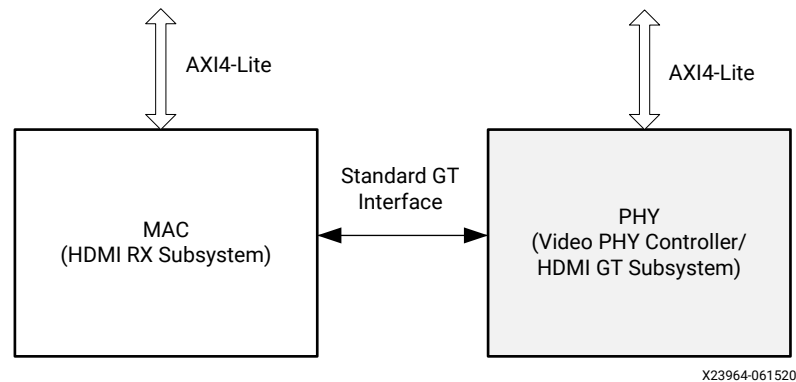 AXI4-Lite
AXI4-Lite
Standard GT
Interface
MAC
(HDMI RX Subsystem)
PHY
(Video PHY Controller/
HDMI GT Subsystem)
X23964-061520